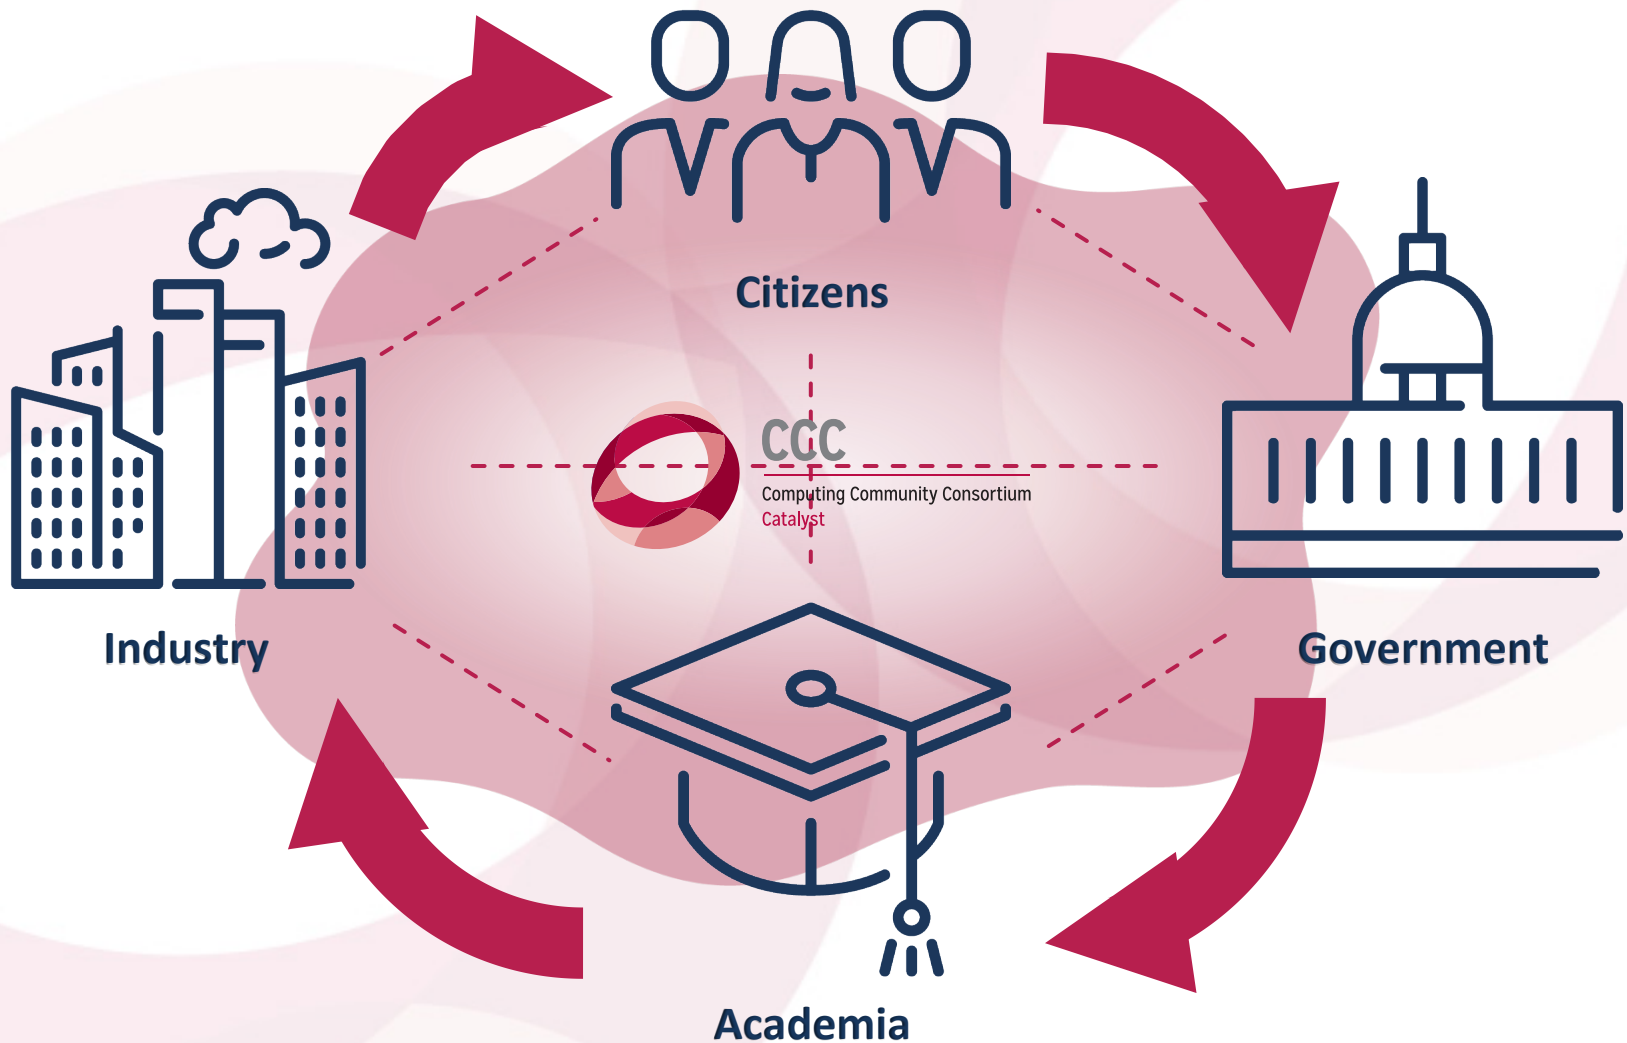 Citizens
CCC
Computing Community Consortium
Catalyst
Industry
Government
Academia